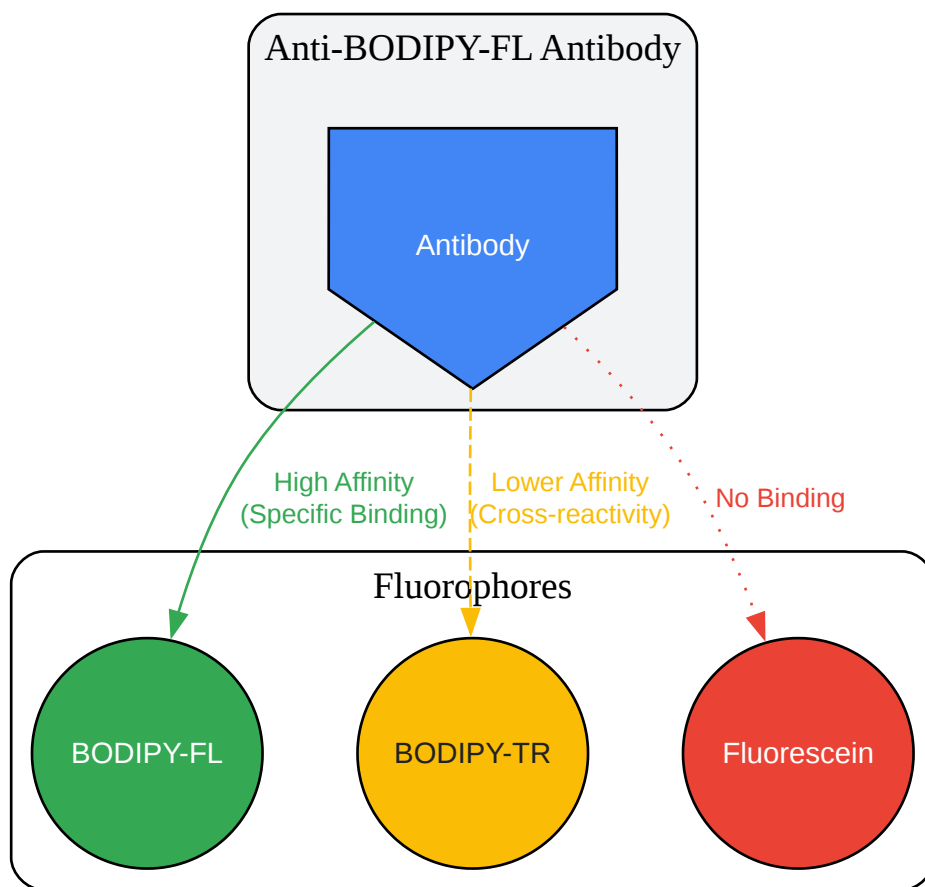 Anti-BODIPY-FL Antibody
Antibody
High Affinity
(Specific Binding)
Lower Affinity
(Cross-reactivity)
No Binding
Fluorophores
BODIPY-FL
BODIPY-TR
Fluorescein